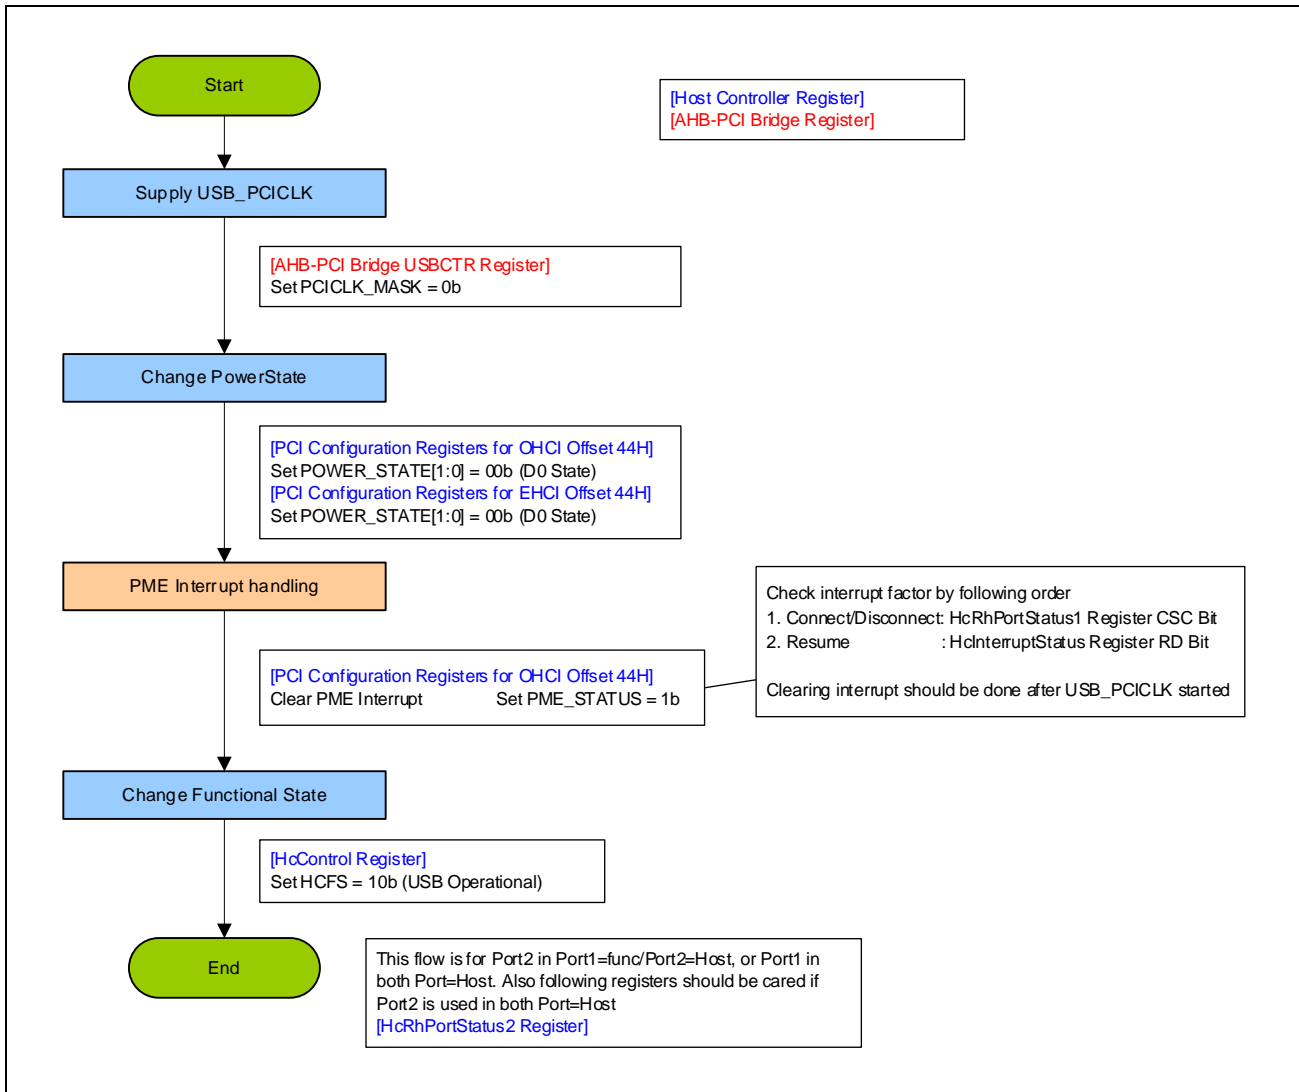 Start
[Host Controller Register]
[AHB-PCI Bridge Register]
Supply USB_PCICLK
[AHB-PCI Bridge USBCTR Register]
Set PCICLK_MASK = 0b
Change PowerState
[PCI Configuration Registers for OHCI Offset 44H]
Set POWER_STATE[1:0] = 00b (D0 State)
[PCI Configuration Registers for EHCI Offset 44H]
Set POWER_STATE[1:0] = 00b (D0 State)
PME Interrupt handling
Check interrupt factor by following order
1. Connect/Disconnect: HcRhPortStatus1 Register CSC Bit
2. Resume : HcInterruptStatus Register RD Bit
Clearing interrupt should be done after USB_PCICLK started
[PCI Configuration Registers for OHCI Offset 44H]
Clear PME Interrupt Set PME_STATUS = 1b
Change Functional State
[HcControl Register]
Set HCFS = 10b (USB Operational)
End
This flow is for Port2 in Port1=func/Port2=Host, or Port1 in
both Port=Host. Also following registers should be cared if
Port2 is used in both Port=Host
[HcRhPortStatus2 Register]